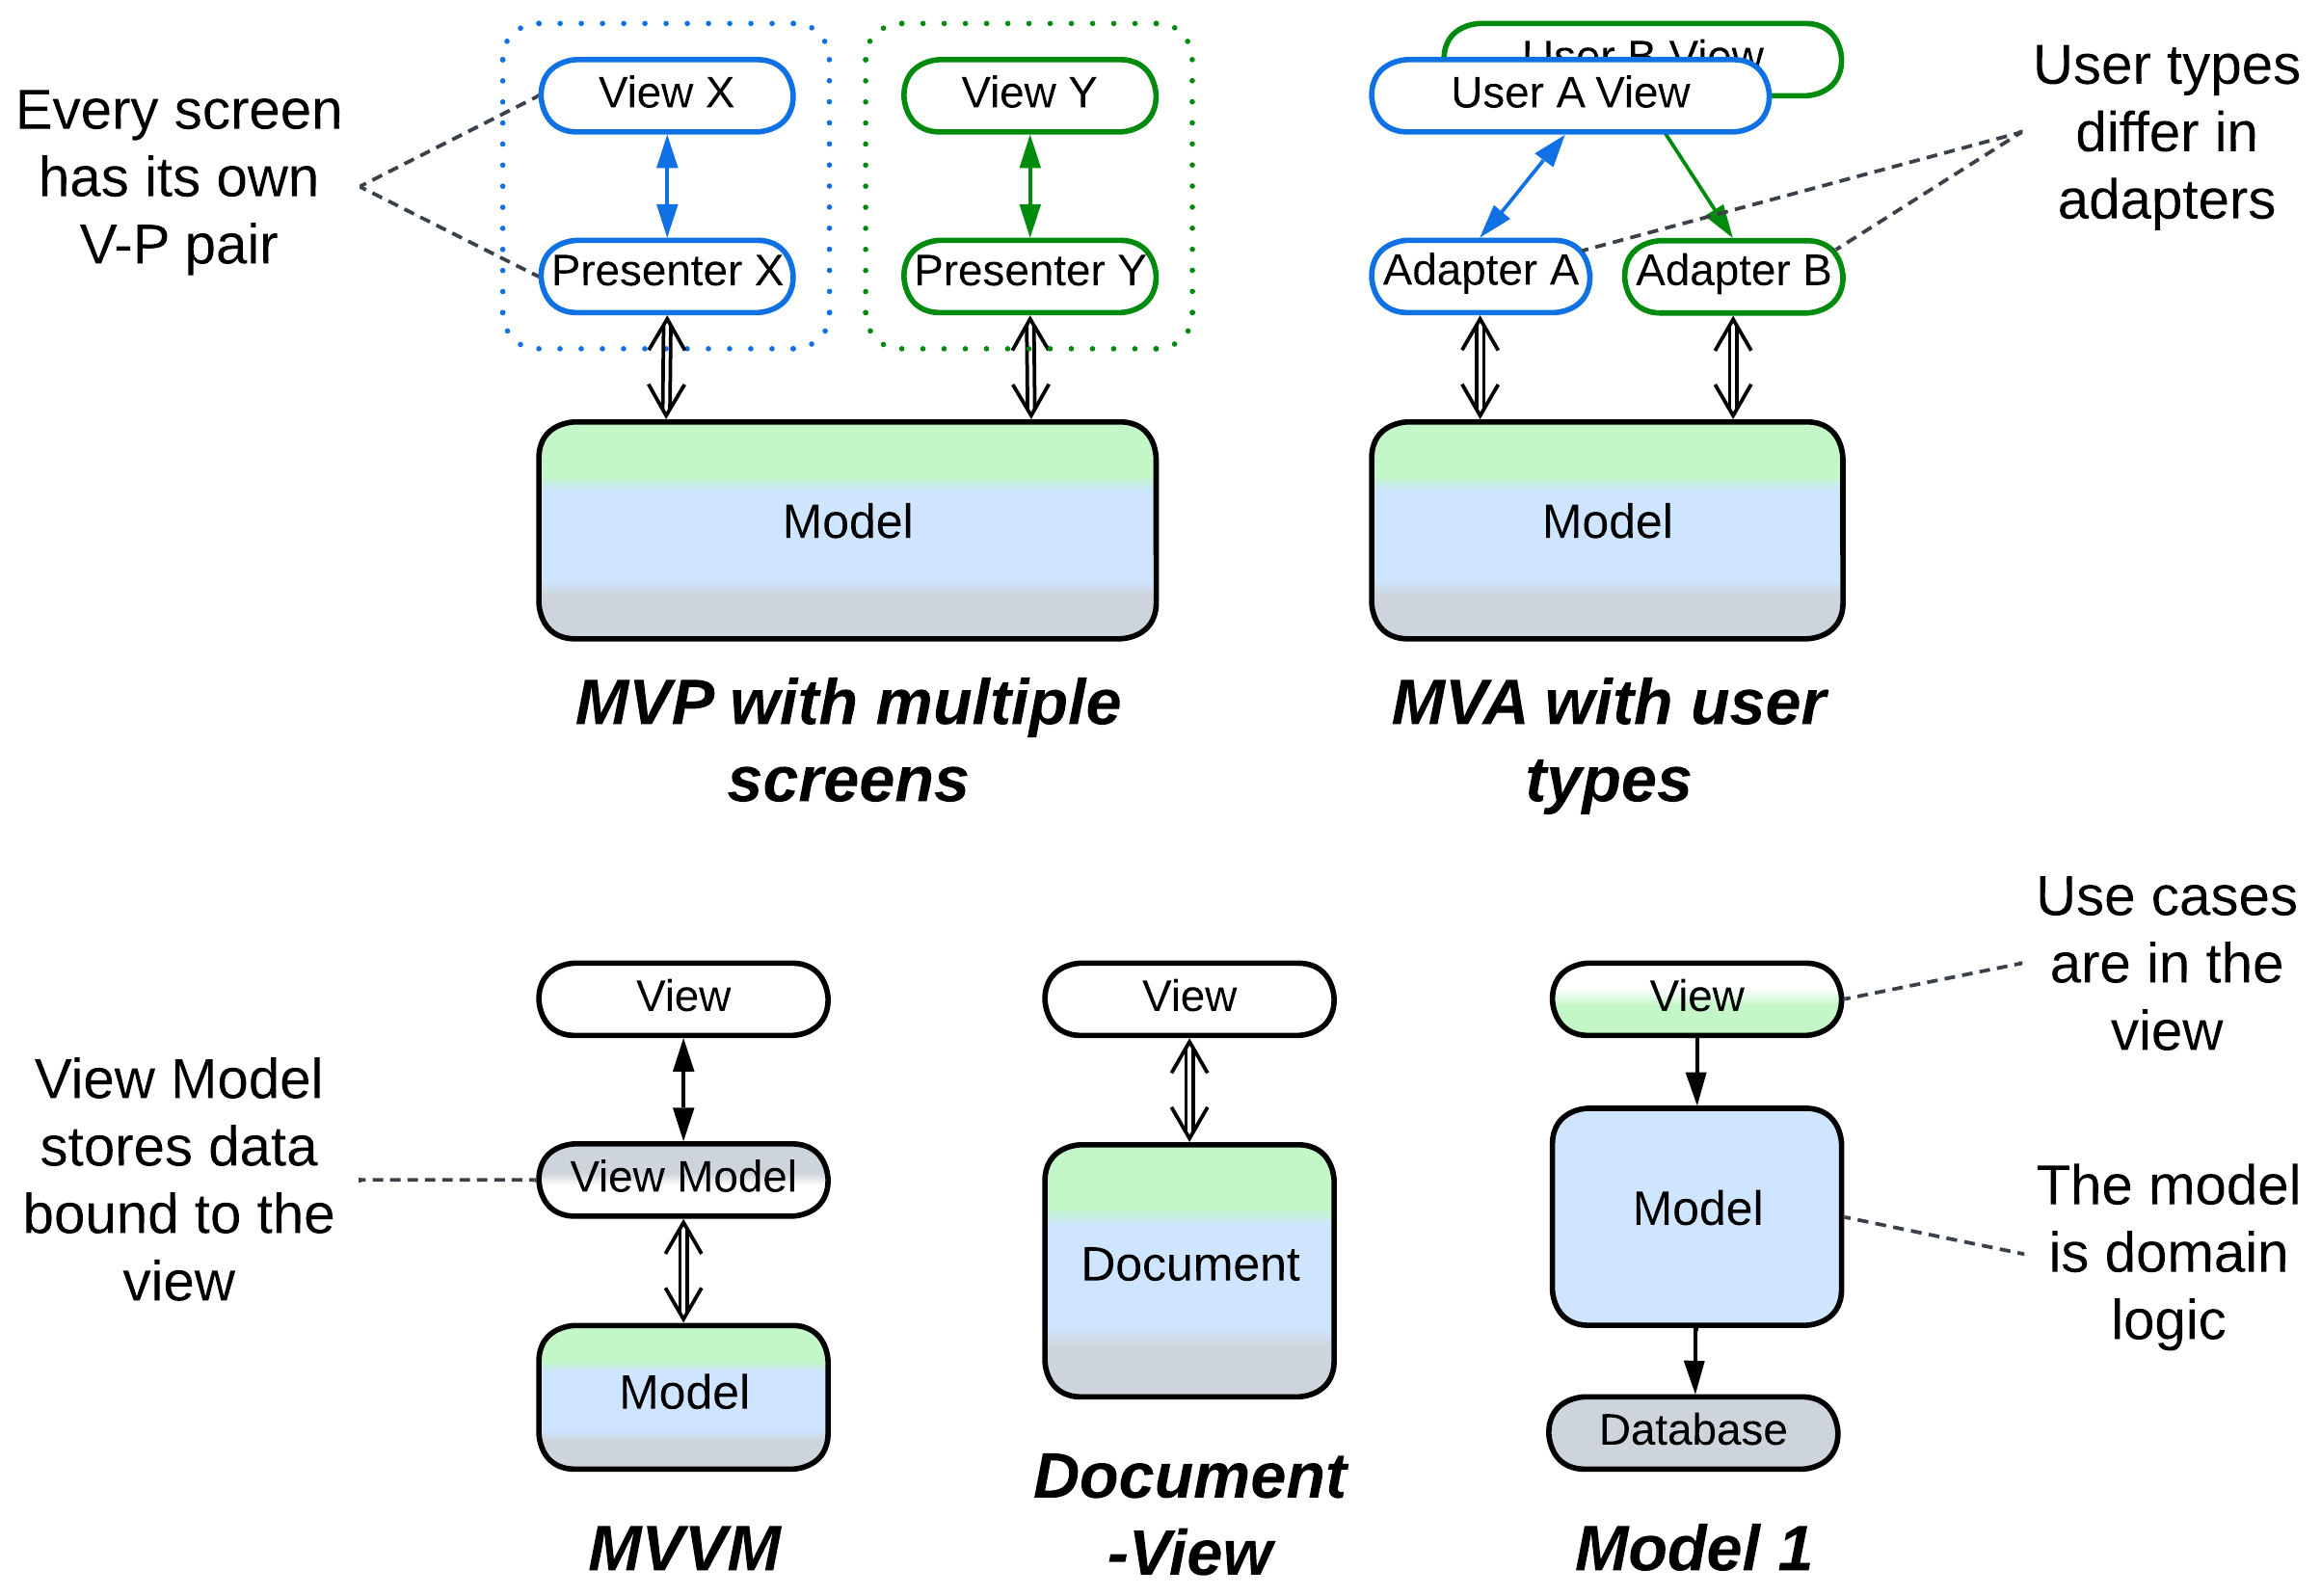 Every screen
has its own
V-P pair
View X
Presenter X
View Y
Presenter Y
Model
MVP with multiple
screens
User B View
User A View
Adapter A
Adapter B
Model
MVA with user
types
User types
differ in
adapters
View Model
stores data
bound to the
view
View
View Model
Model
MVVM
View
Document
Document
-View
View
Model
Database
Model 1
Use cases
are in the
view
The model
is domain
logic